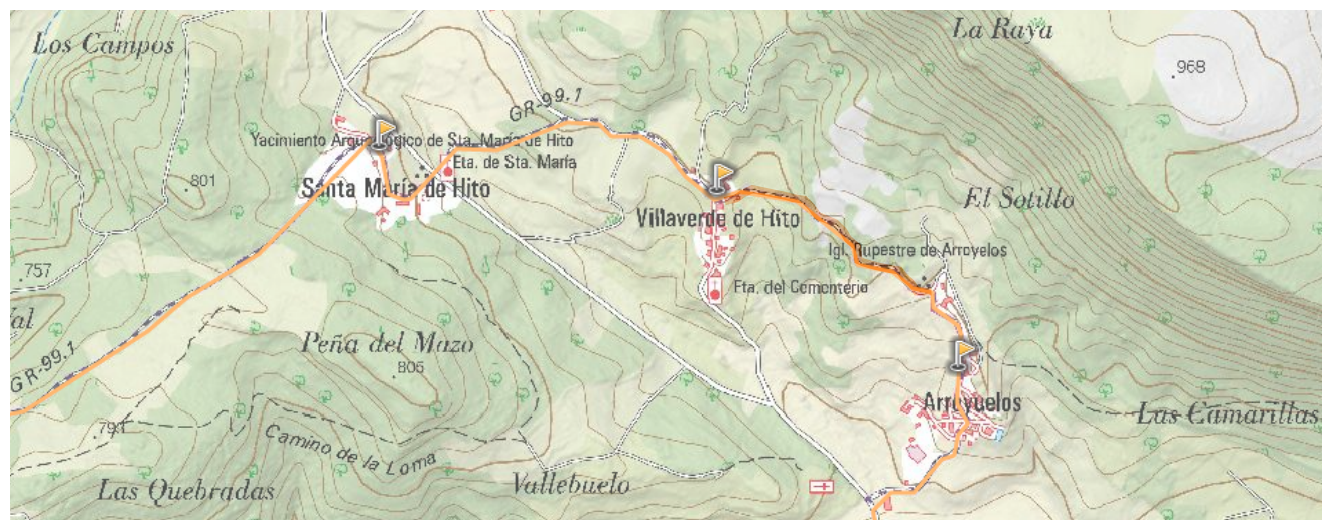 Los Campos
La Raya
968
GR-99.1
Yacimiento Arqueológico de Sta. María de Hito
Eta. de Sta. María
801
Santa María de Hito
El Sotillo
Villaverde de Hito
Igl. Rupestre de Arroyelos
757
Eta. del Cementerio
Val
Peña del Mazo
GR-99.1
805
Arroyuelos
Las Camarillas
791
Camino de la Loma
Las Quebradas
Vallebuelo